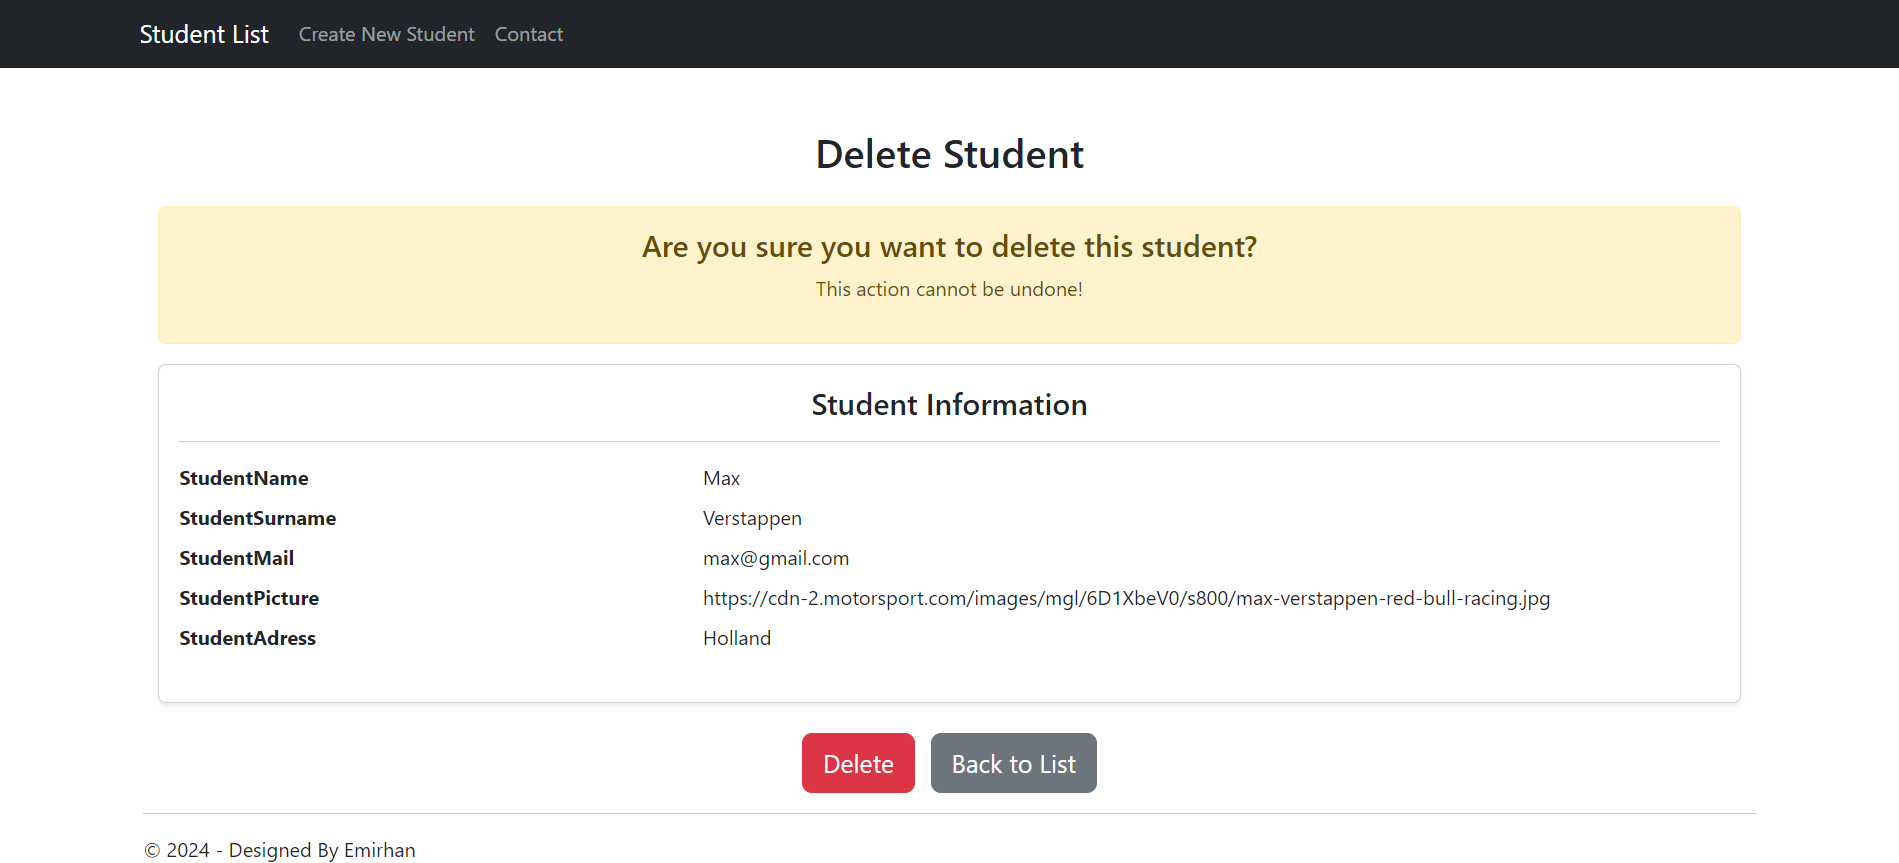 Student List Create New Student Contact
Delete Student
Are you sure you want to delete this student?
This action cannot be undone!
Student Information
StudentName Max
StudentSurname Verstappen
StudentMail max@gmail.com
StudentPicture https://cdn-2.motorsport.com/images/mgl/6D1XbeV0/s800/max-verstappen-red-bull-racing.jpg
StudentAdress Holland
Delete Back to List
© 2024 - Designed By Emirhan